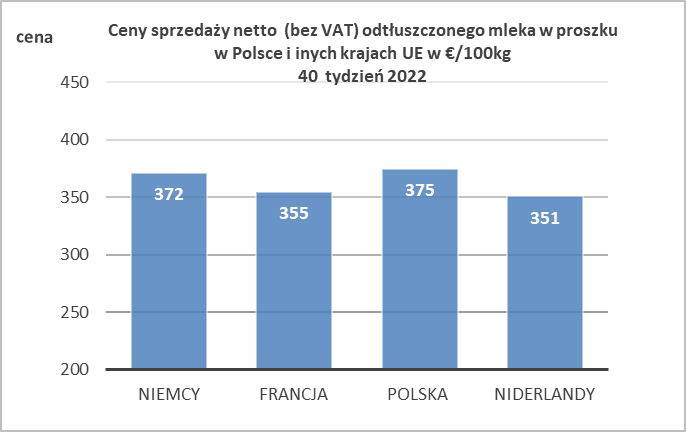 cena
Ceny sprzedaży netto (bez VAT) odtłuszczonego mleka w proszku
w Polsce i inych krajach UE w €/100kg
40 tydzień 2022
450
400
350
300
250
200
372
355
375
351
NIEMCY
FRANCJA
POLSKA
NIDERLANDY